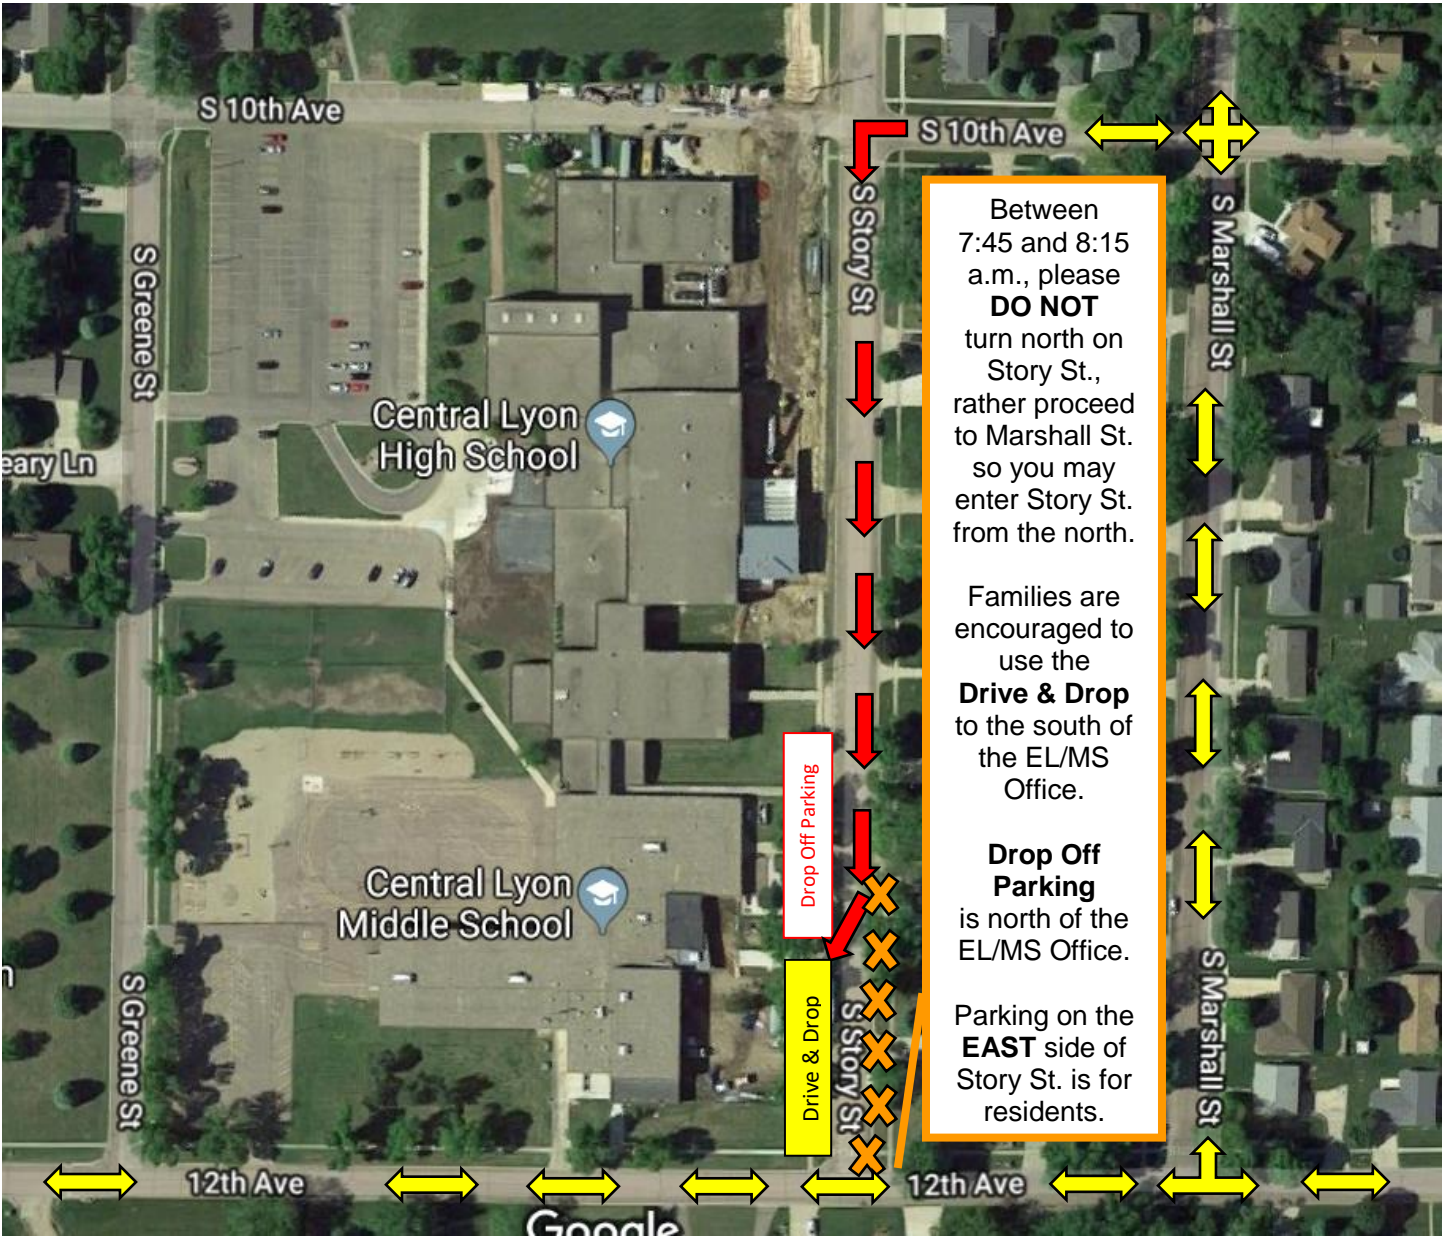 S 10th Ave
S 10th Ave
S Greene St
S Story St
S Marshall St
Between
7:45 and 8:15
a.m., please
DO NOT
turn north on
Story St.,
rather proceed
to Marshall St.
so you may
enter Story St.
from the north.
Families are
encouraged to
use the
Drive & Drop
to the south of
the EL/MS
Office.
Drop Off
Parking
is north of the
EL/MS Office.
Parking on the
EAST side of
Story St. is for
residents.
Central Lyon
High School
eary Ln
Drop Off Parking
Central Lyon
Middle School
n
Drive & Drop
S Greene St
S Story St
S Marshall St
12th Ave
12th Ave
Google